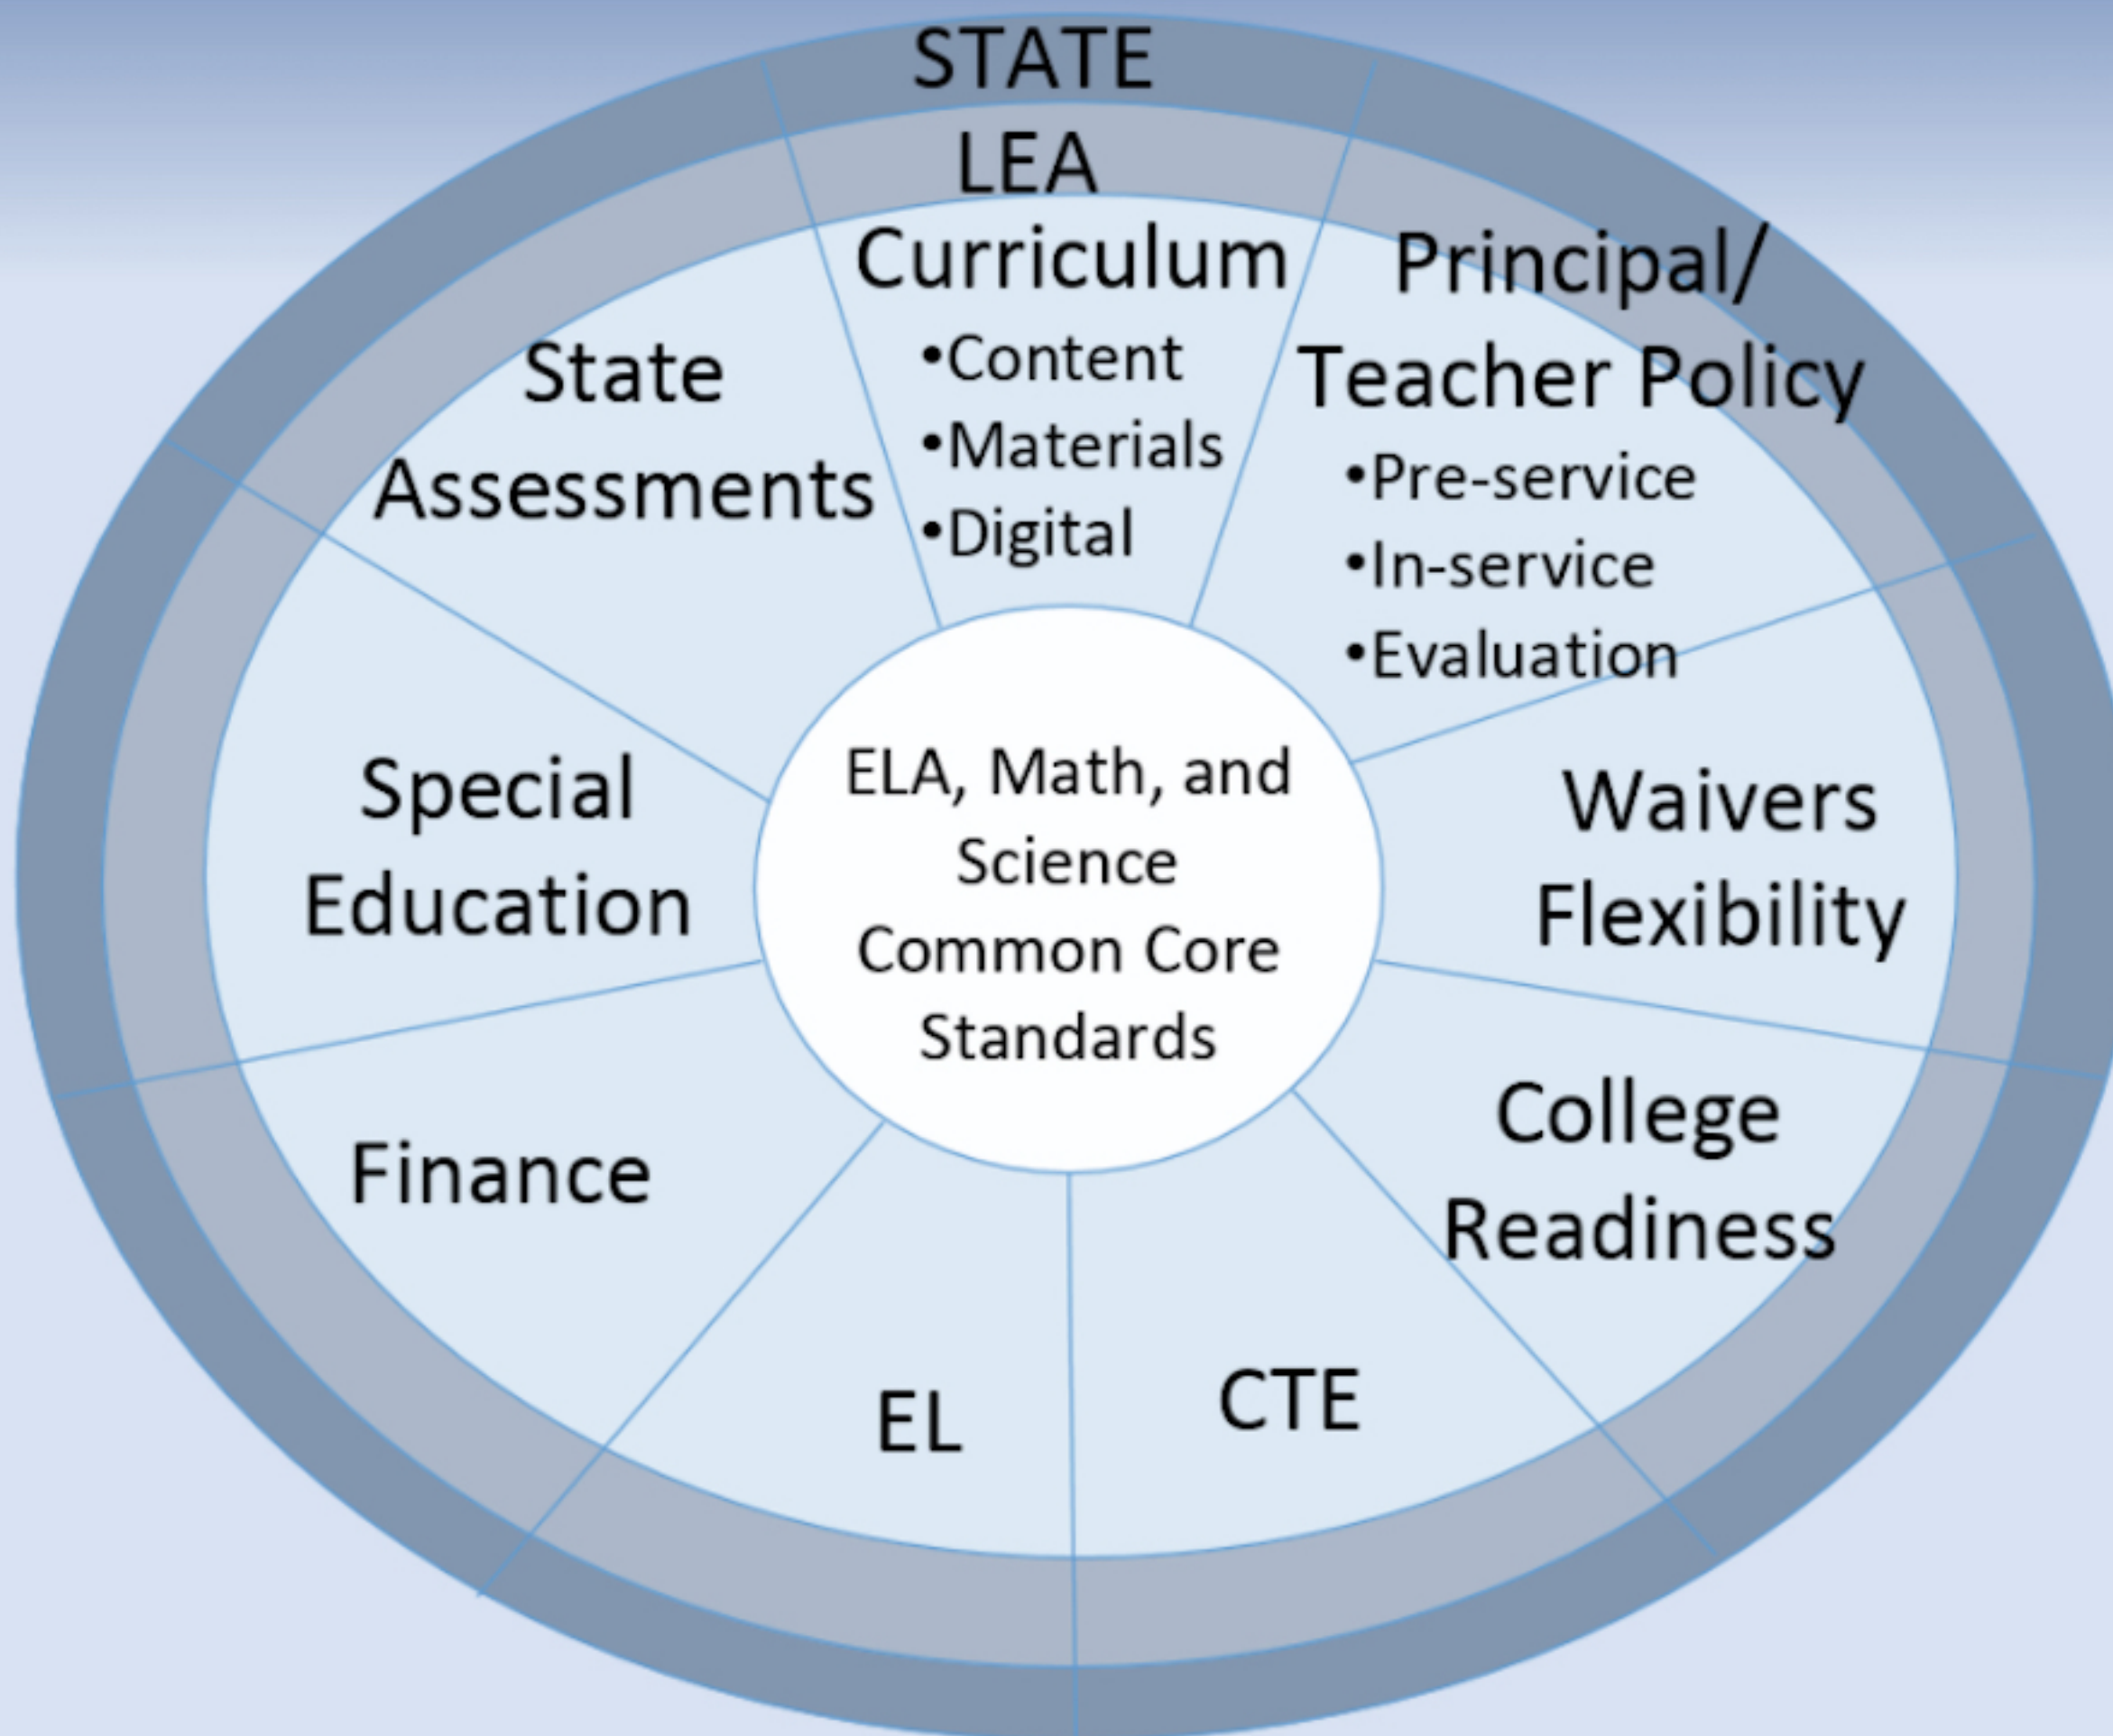 STATE
LEA
Curriculum
•Content
•Materials
•Digital
Principal/
Teacher Policy
•Pre-service
•In-service
•Evaluation
Waivers
Flexibility
College
Readiness
CTE
EL
Finance
Special
Education
State
Assessments
ELA, Math, and
Science
Common Core
Standards